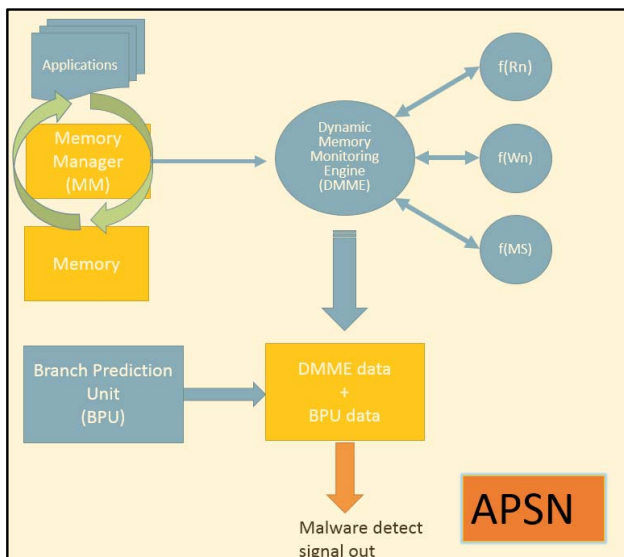 Applications
Memory
Manager
(MM)
Memory
Dynamic
Memory
Monitoring
Engine
(DMME)
f(Rn)
f(Wn)
f(MS)
Branch Prediction
Unit
(BPU)
DMME data
+
BPU data
Malware detect
signal out
APSN